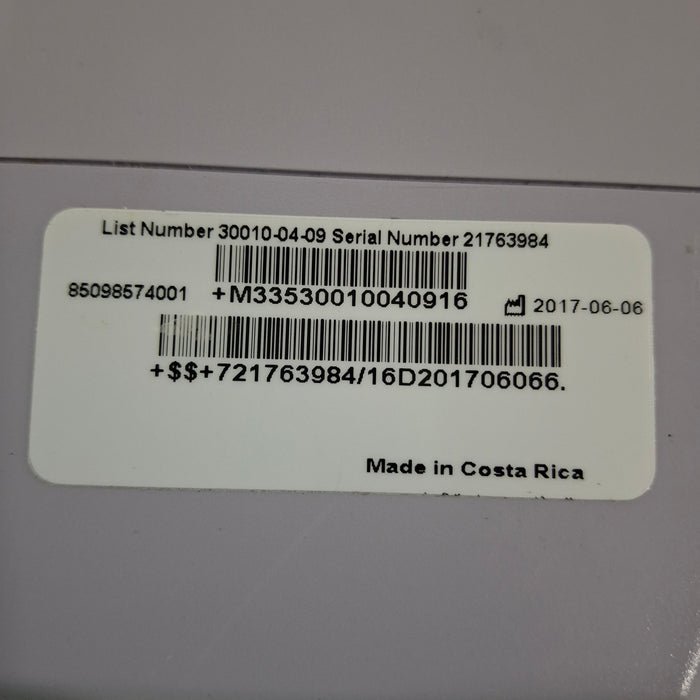 List Number 30010-04-09 Serial Number 21763984
85098574001 +M33530010040916 2017-06-06
+$$+721763984/16D201706066.
Made in Costa Rica